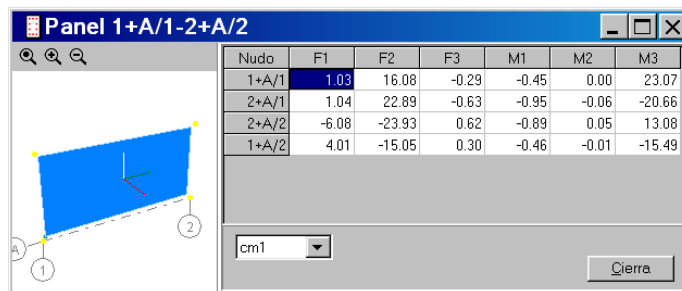 Panel 1+A/1-2+A/2
Nudo F1 F2 F3 M1 M2 M3
1+A/1 1.03 16.08 -0.29 -0.45 0.00 23.07
2+A/1 1.04 22.89 -0.63 -0.95 -0.06 -20.66
2+A/2 -6.08 -23.93 0.62 -0.89 0.05 13.08
1+A/2 4.01 -15.05 0.30 -0.46 -0.01 -15.49
2
A
1
cm1
Cierra